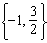 {-1, 3/2}